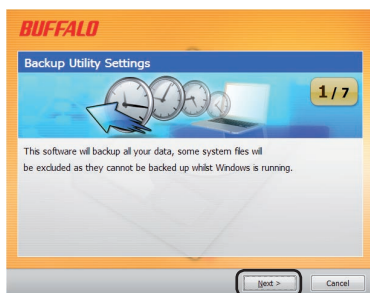 BUFFALO
Backup Utility Settings
1 / 7
This software will backup all your data, some system files will
be excluded as they cannot be backed up whilst Windows is running.
Next >
Cancel